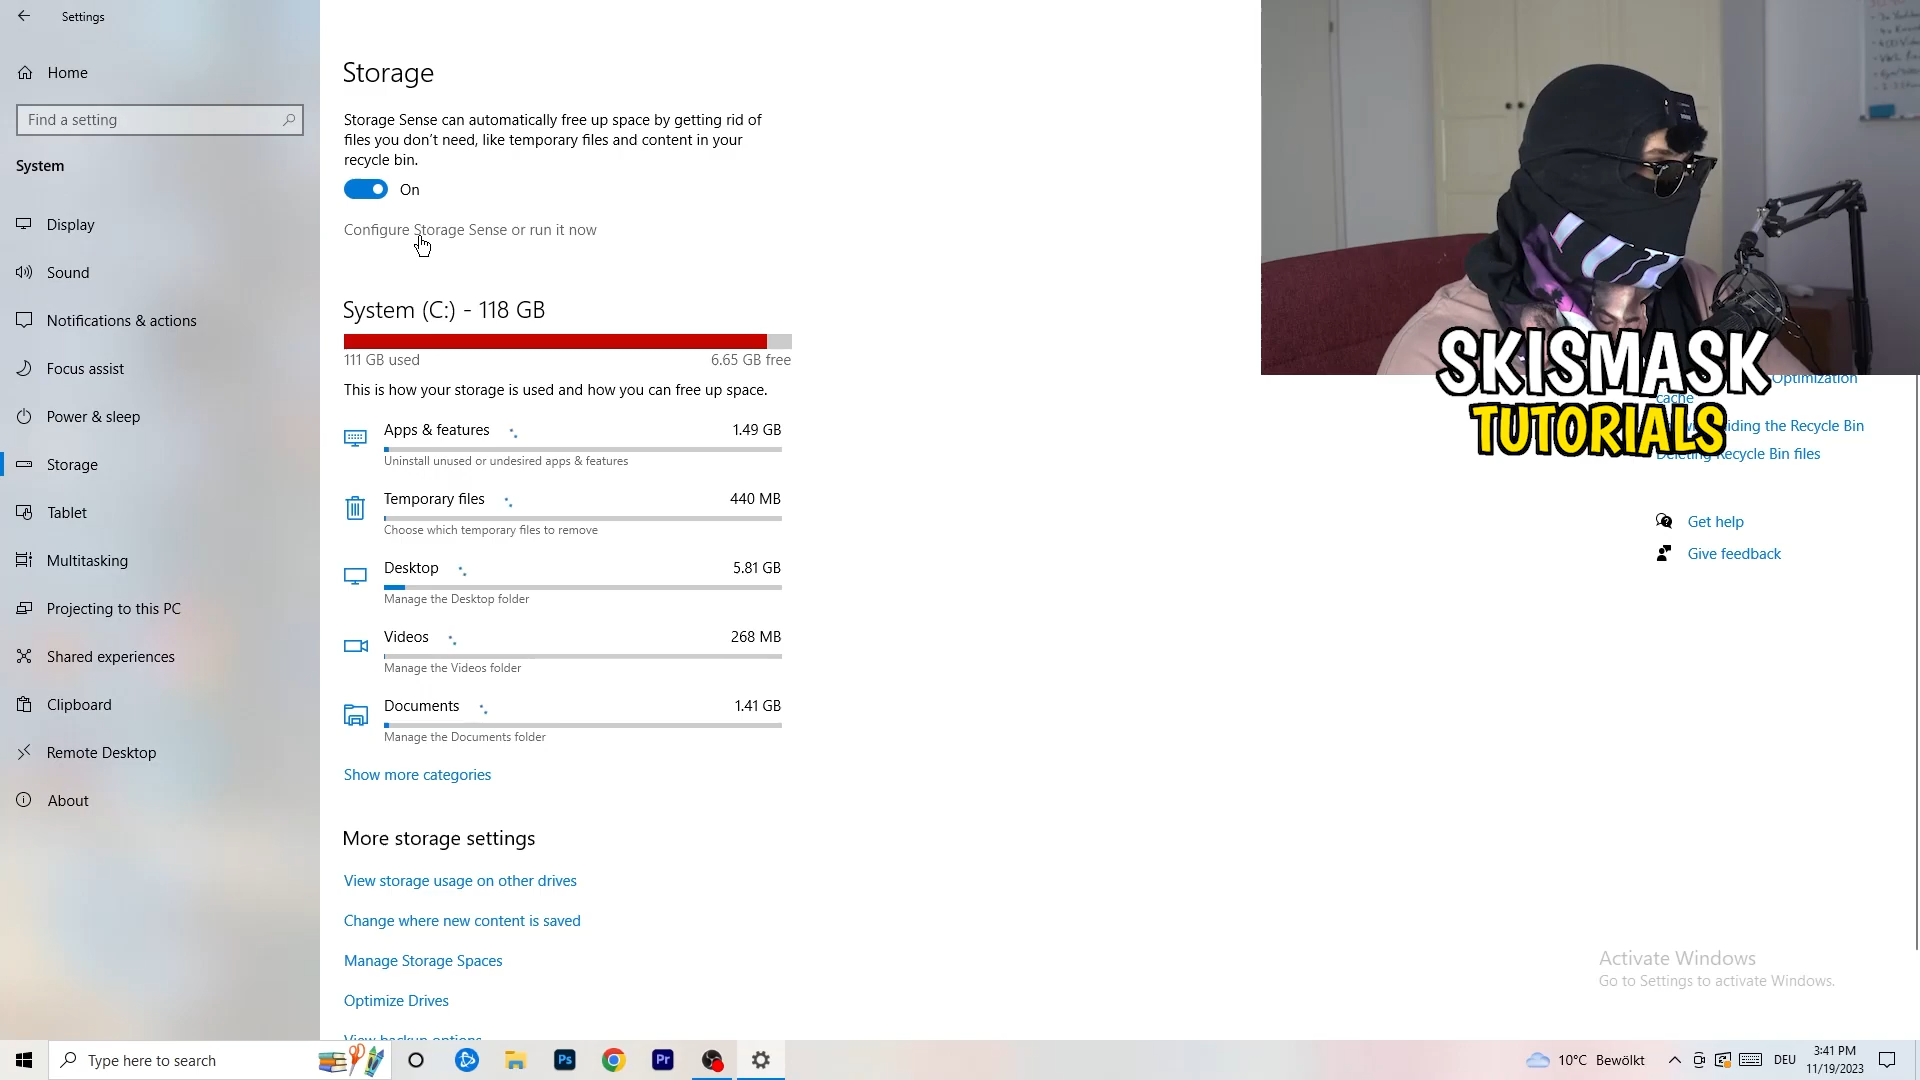 Settings
Home
Find a setting
System
Display
Sound
Notifications & actions
Focus assist
Power & sleep
Storage
Tablet
Multitasking
Projecting to this PC
Shared experiences
Clipboard
Remote Desktop
About
Storage
Storage Sense can automatically free up space by getting rid of
files you don't need, like temporary files and content in your
recycle bin.
On
Configure Storage Sense or run it now
System (C:) - 118 GB
111 GB used
6.65 GB free
This is how your storage is used and how you can free up space.
Apps & features
1.49 GB
Uninstall unused or undesired apps & features
Temporary files
440 MB
Choose which temporary files to remove
Desktop
5.81 GB
Manage the Desktop folder
Videos
268 MB
Manage the Videos folder
Documents
1.41 GB
Manage the Documents folder
Show more categories
More storage settings
View storage usage on other drives
Change where new content is saved
Manage Storage Spaces
Optimize Drives
View backup options
SKISMASK
TUTORIALS
Optimization
cache
the Recycle Bin
Deleting Recycle Bin files
Get help
Give feedback
Activate Windows
Go to Settings to activate Windows.
Type here to search
Ps
Pr
10°C Bewölkt
DEU
3:41 PM
11/19/2023